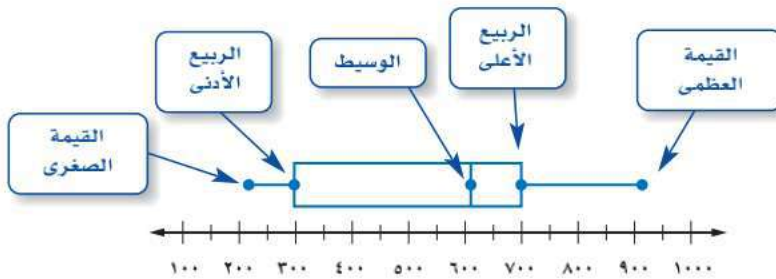 القيمة
الصغرى
الربيع
الأدنى
الوسيط
الربيع
الأعلى
القيمة
العظمى
١٠٠ ٢٠٠ ٣٠٠ ٤٠٠ ٥٠٠ ٦٠٠ ٧٠٠ ٨٠٠ ٩٠٠ ١٠٠٠